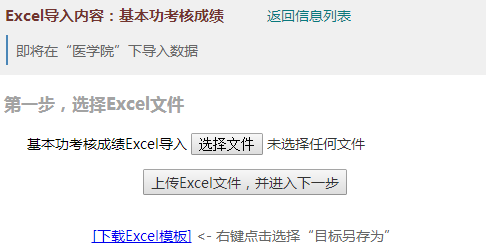 Excel导入内容：基本功考核成绩 返回信息列表
即将在“医学院”下导入数据
第一步，选择Excel文件
基本功考核成绩Excel导入 选择文件 未选择任何文件
上传Excel文件，并进入下一步
[下载Excel模板] <- 右键点击选择“目标另存为”